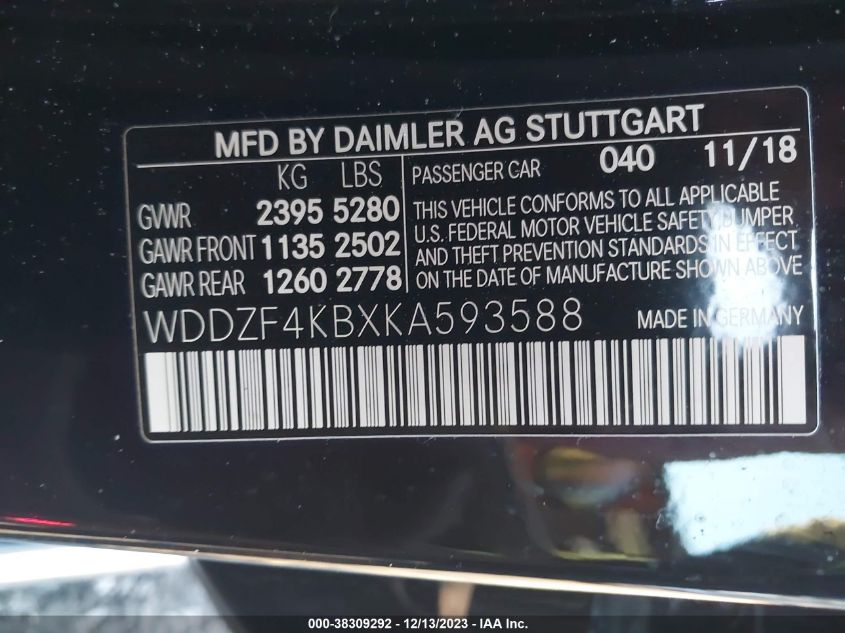 MFD BY DAIMLER AG STUTTGART
KG LBS
GVWR 2395 5280
GAWR FRONT 1135 2502
GAWR REAR 1260 2778
PASSENGER CAR 040 11/18
THIS VEHICLE CONFORMS TO ALL APPLICABLE
U.S. FEDERAL MOTOR VEHICLE SAFETY, BUMPER
AND THEFT PREVENTION STANDARDS IN EFFECT
ON THE DATE OF MANUFACTURE SHOWN ABOVE
WDDZF4KBXKA593588 MADE IN GERMANY
000-38309292 - 12/13/2023 - IAA Inc.